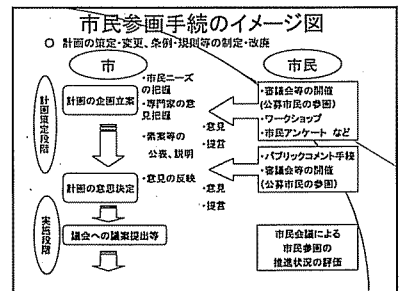 市民参画手続のイメージ図
○ 計画の策定・変更、条例・規則等の制定・改廃
市
市民
計画策定段階
計画の企画立案
・市民ニーズ
の把握
・専門家の意
見把握
・素案等の
公表、説明
・意見
・提言
・審議会等の開催
(公募市民の参画)
・ワークショップ
・市民アンケート など
計画の意思決定
・意見の反映
・意見
・提言
・パブリックコメント手続
・審議会等の開催
(公募市民の参画)
実施段階
議会への議案提出等
市民会議による
市民参画の
推進状況の評価